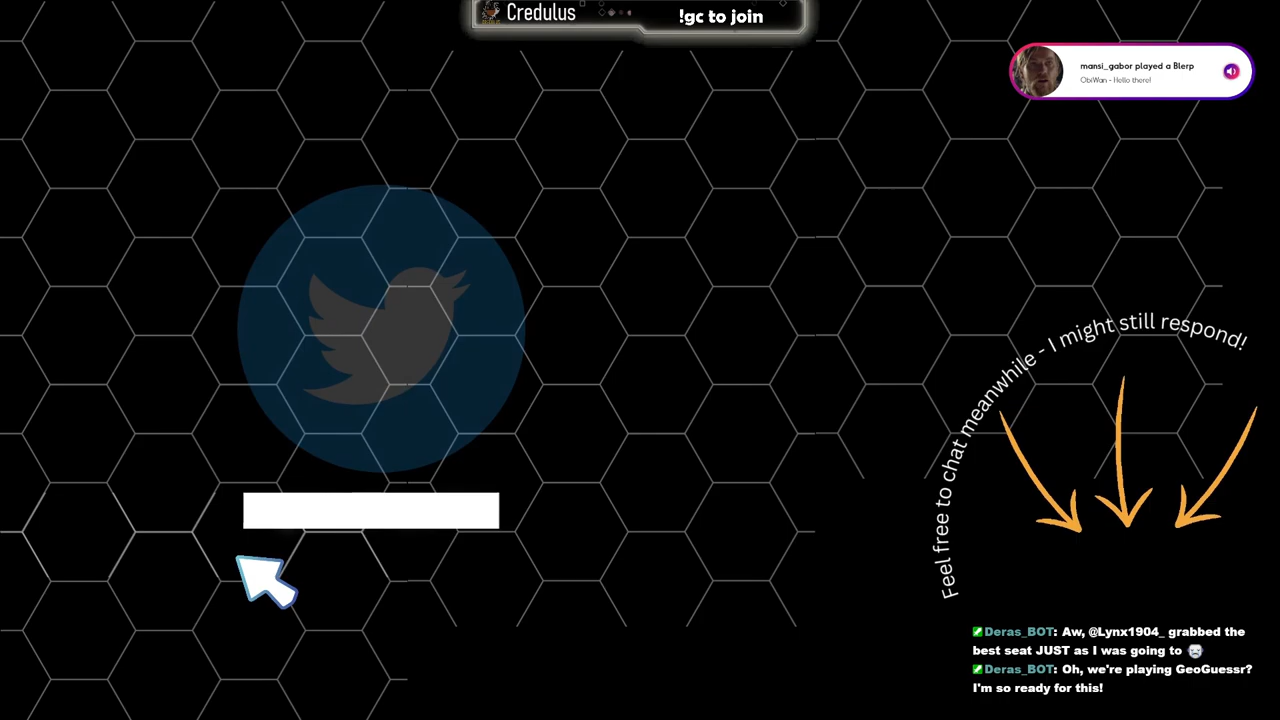 Credulus
!gc to join
mansi_gabor played a Blerp
ObiWan - Hello there!
Feel free to chat meanwhile - I might still respond!
Deras_BOT: Aw, @Lynx1904_ grabbed the
best seat JUST as I was going to
Deras_BOT: Oh, we're playing GeoGuessr?
I'm so ready for this!